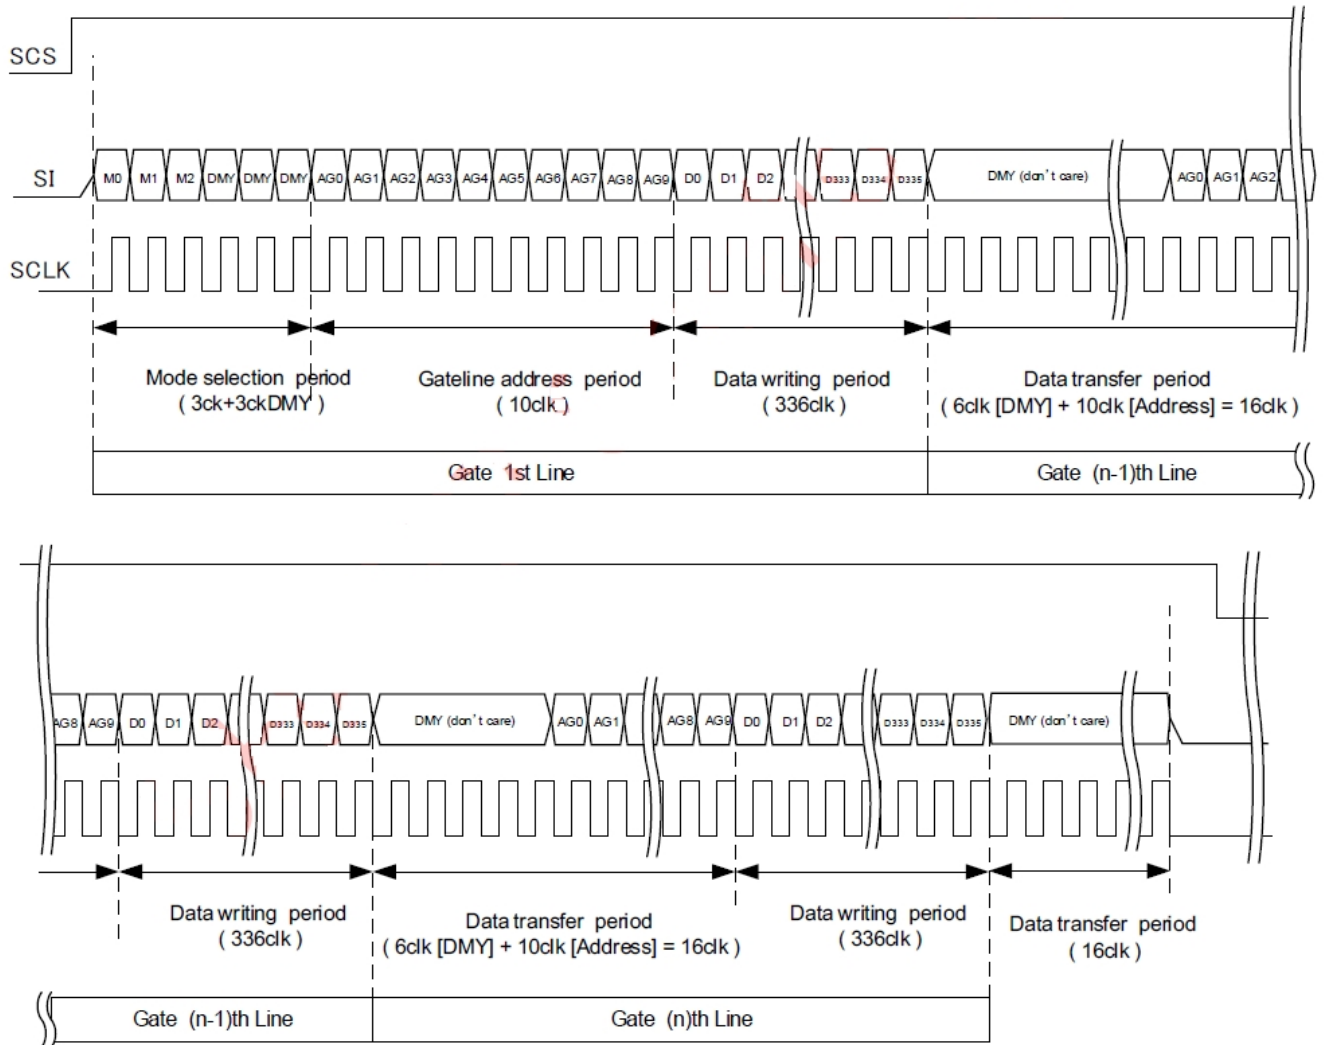 SCS
SI
M0 M1 M2 DMY DMY DMY AG0 AG1 AG2 AG3 AG4 AG5 AG6 AG7 AG8 AG9 D0 D1 D2 D333 D334 D335 DMY (don't care) AG0 AG1 AG2
SCLK
Mode selection period
( 3ck+3ckDMY )
Gateline address period
( 10clk )
Data writing period
( 336clk )
Data transfer period
( 6clk [DMY] + 10clk [Address] = 16clk )
Gate 1st Line
Gate (n-1)th Line
AG8 AG9 D0 D1 D2 D333 D334 D335 DMY (don't care) AG0 AG1 AG8 AG9 D0 D1 D2 D333 D334 D335 DMY (don't care)
Data writing period
( 336clk )
Data transfer period
( 6clk [DMY] + 10clk [Address] = 16clk )
Data writing period
( 336clk )
Data transfer period
( 16clk )
Gate (n-1)th Line
Gate (n)th Line